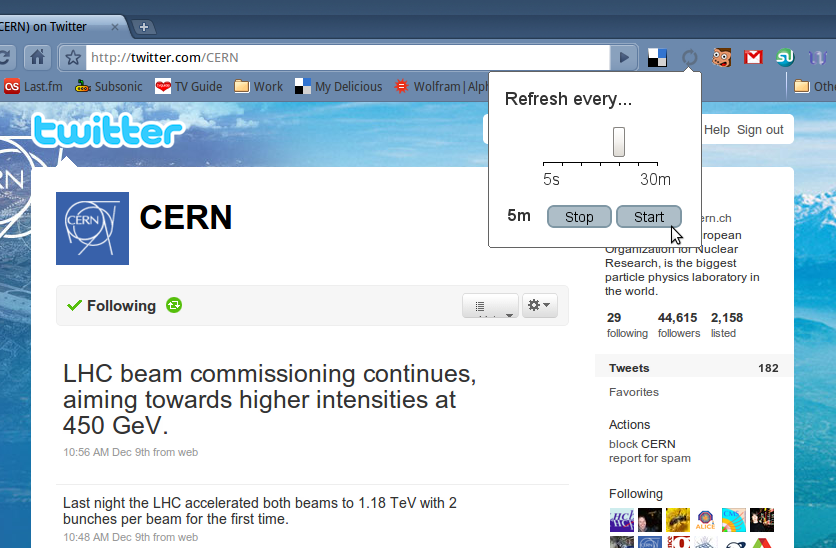 CERN) on Twitter
http://twitter.com/CERN
Last.fm
Subsonic
TV Guide
Work
My Delicious
Wolfram|Alph
Othe
Refresh every...
5s
30m
5m
Stop
Start
twitter
Help
Sign out
CERN
CERN
Following
LHC beam commissioning continues,
aiming towards higher intensities at
450 GeV.
10:56 AM Dec 9th from web
Last night the LHC accelerated both beams to 1.18 TeV with 2
bunches per beam for the first time.
10:48 AM Dec 9th from web
ern.ch
ropean
Organization for Nuclear
Research, is the biggest
particle physics laboratory in
the world.
29
following
44,615
followers
2,158
listed
Tweets
182
Favorites
Actions
block CERN
report for spam
Following
ALICE
CMS